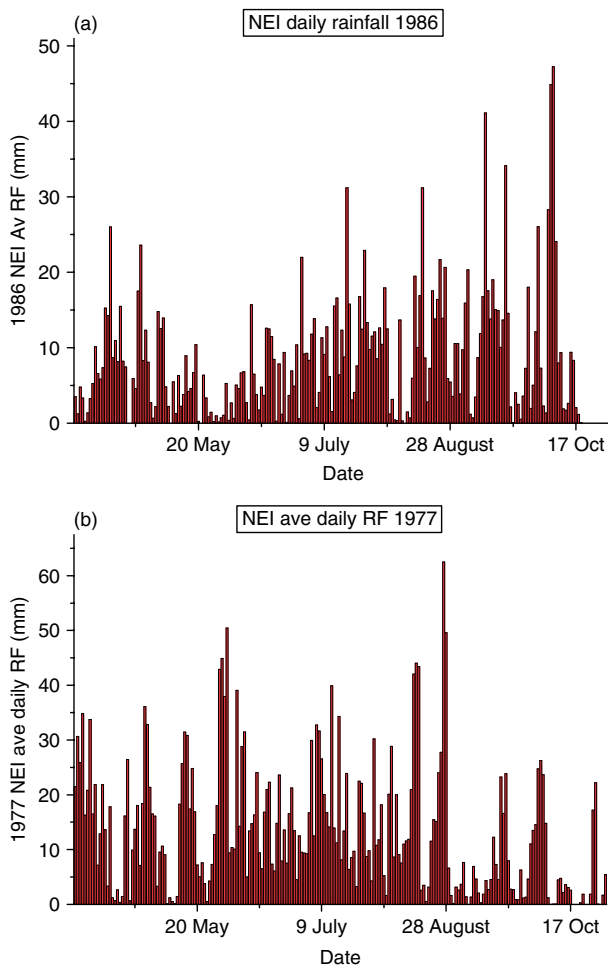 (a)
NEI daily rainfall 1986
50
40
30
20
10
0
1986 NEI Av RF (mm)
20 May
9 July
28 August
17 Oct
Date
(b)
NEI ave daily RF 1977
60
50
40
30
20
10
0
1977 NEI ave daily RF (mm)
20 May
9 July
28 August
17 Oct
Date